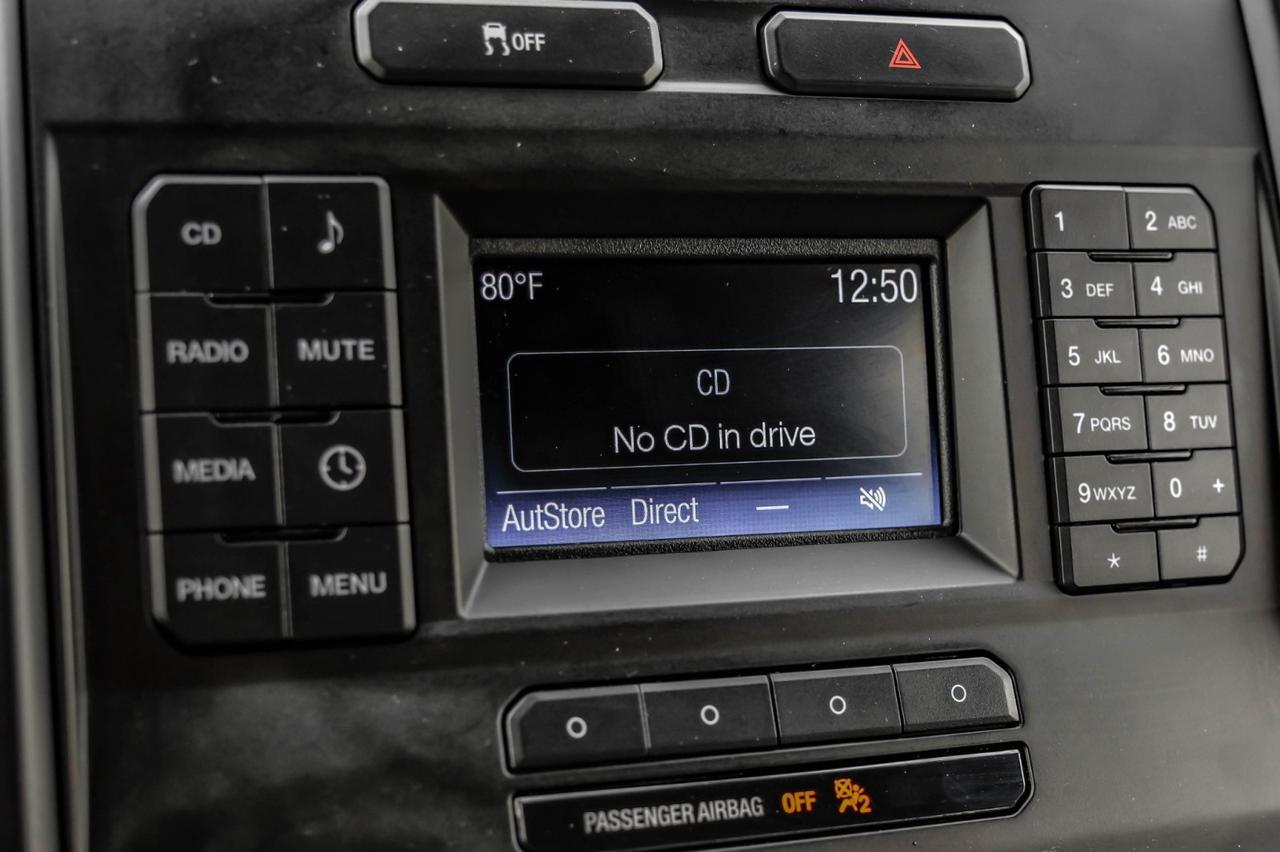 OFF
CD
RADIO MUTE
MEDIA
PHONE MENU
80°F 12:50
CD
No CD in drive
AutStore Direct —
1 2 ABC
3 DEF 4 GHI
5 JKL 6 MNO
7 PQRS 8 TUV
9 WXYZ 0 +
* #
PASSENGER AIRBAG OFF 2